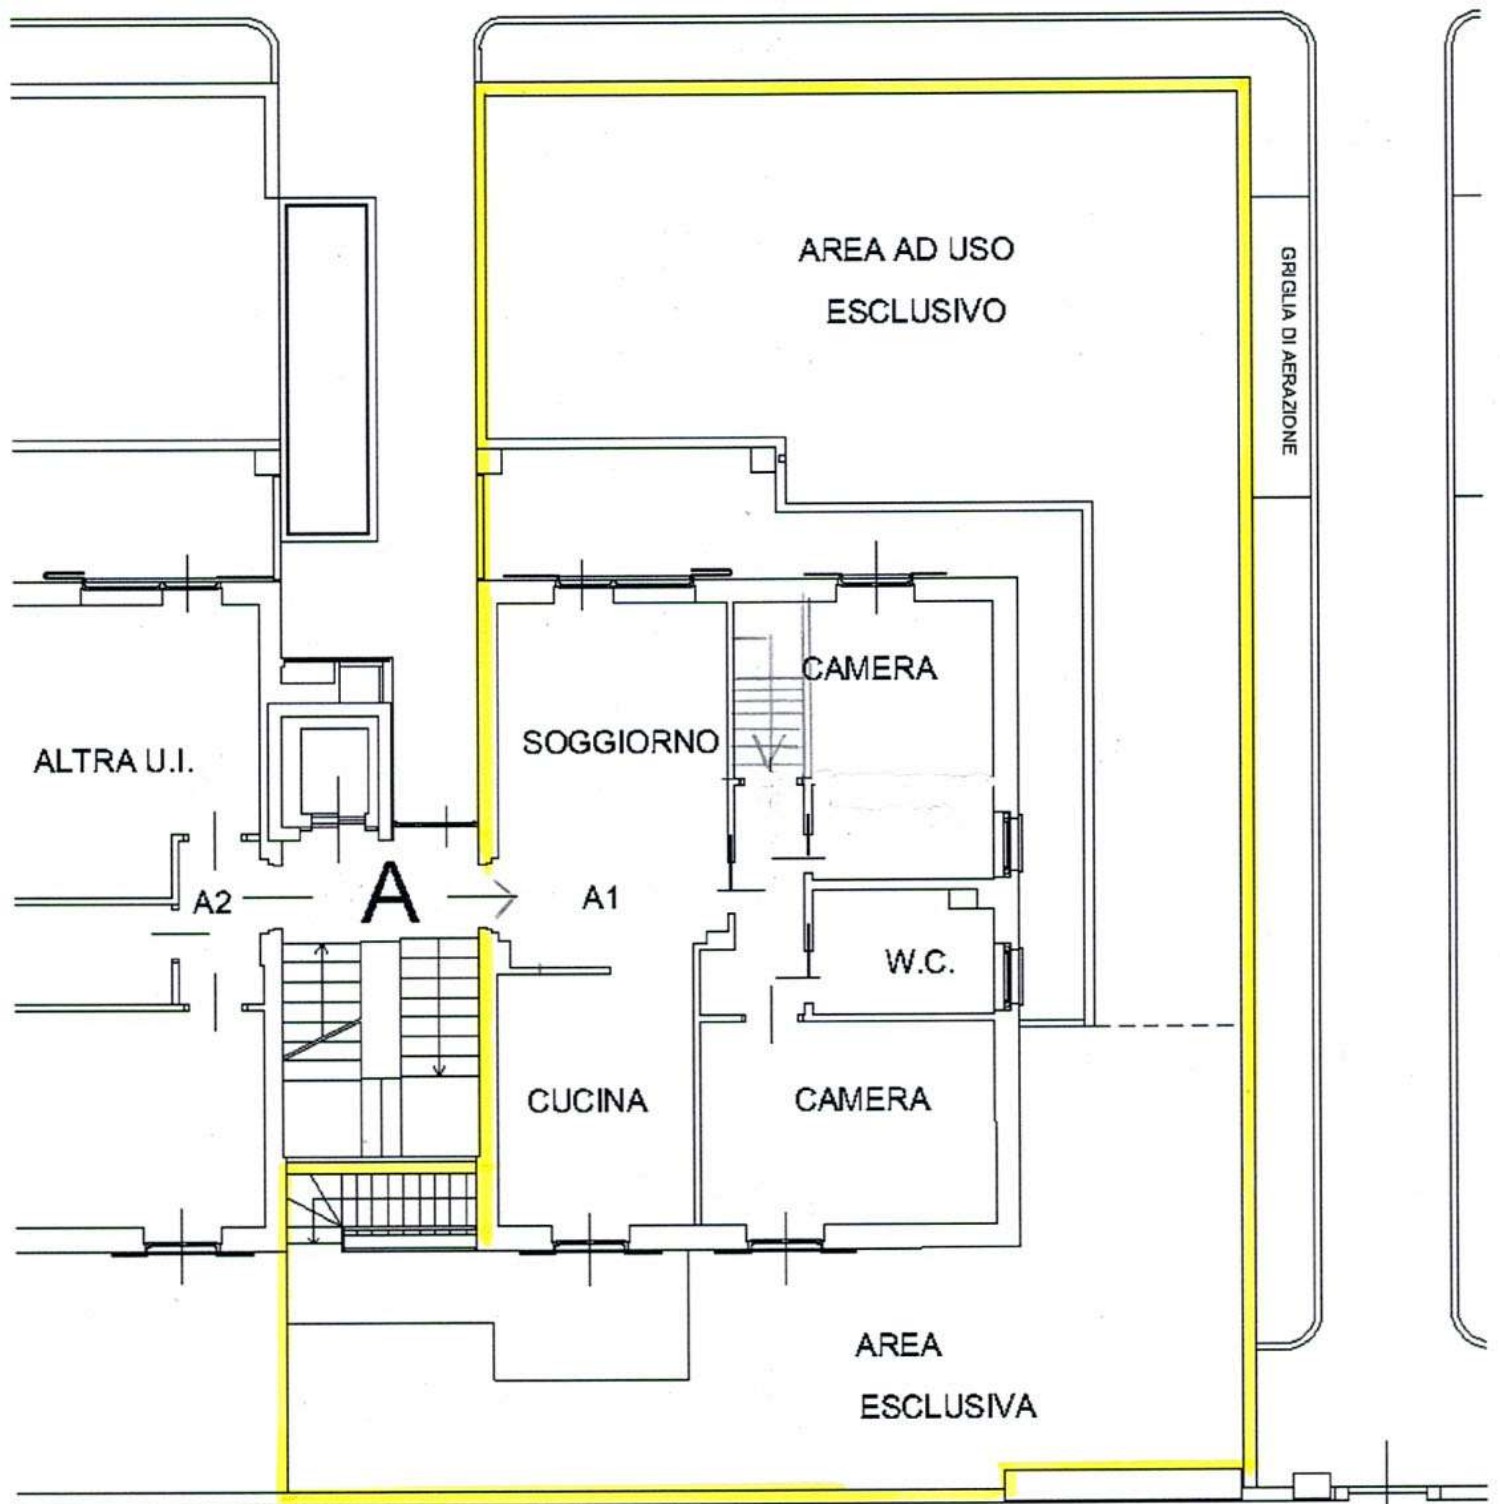 AREA AD USO
ESCLUSIVO
GRIGLIA DI AERAZIONE
CAMERA
SOGGIORNO
ALTRA U.I.
A2
A
A1
W.C.
CUCINA
CAMERA
AREA
ESCLUSIVA